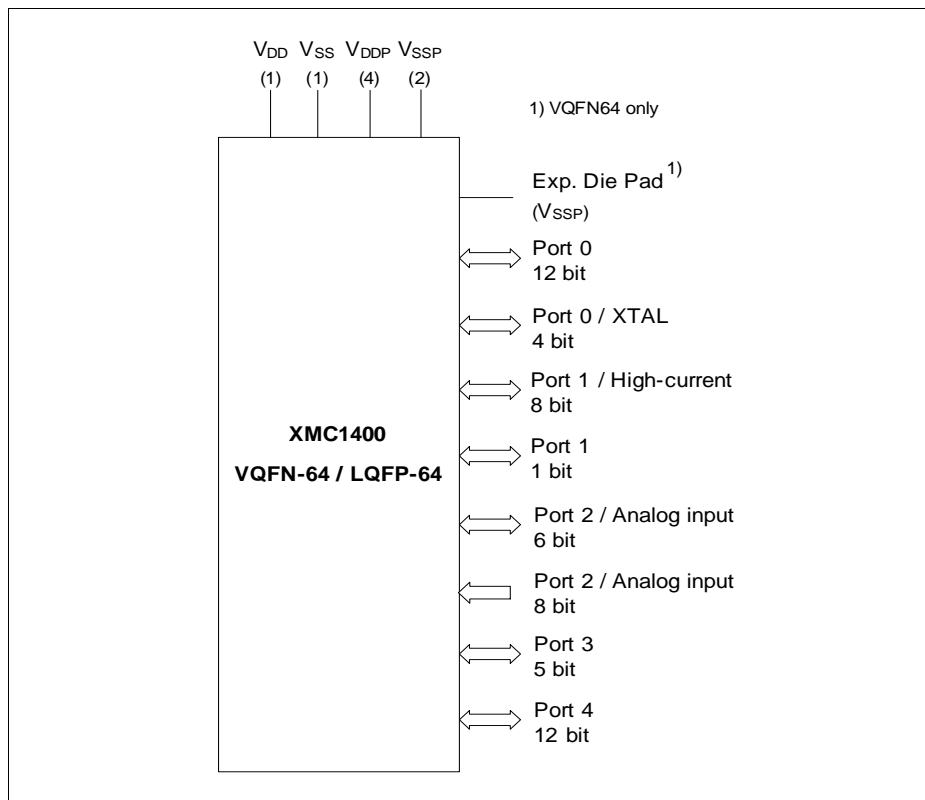 VDD VSS VDDP VSSP
(1) (1) (4) (2)
1) VQFN64 only
Exp. Die Pad 1)
(VSSP)
Port 0
12 bit
Port 0 / XTAL
4 bit
Port 1 / High-current
8 bit
XMC1400
VQFN-64 / LQFP-64
Port 1
1 bit
Port 2 / Analog input
6 bit
Port 2 / Analog input
8 bit
Port 3
5 bit
Port 4
12 bit